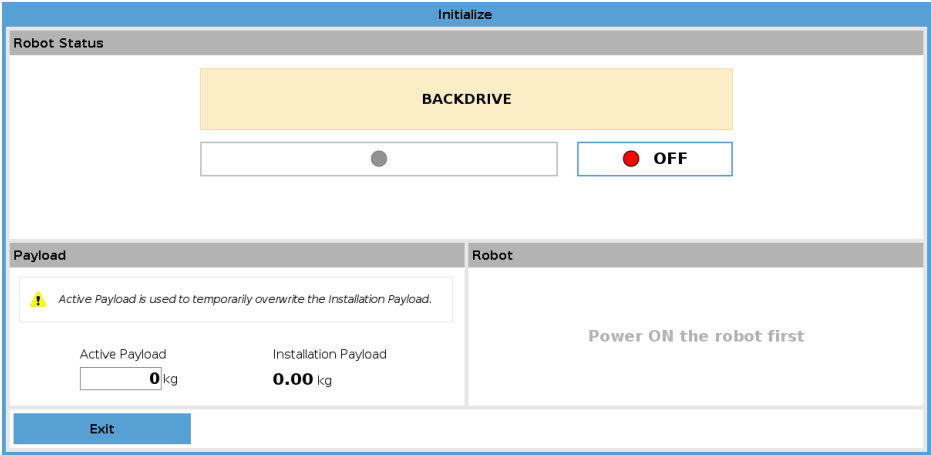 Initialize
Robot Status
BACKDRIVE
OFF
Payload
Active Payload is used to temporarily overwrite the Installation Payload.
Active Payload
Installation Payload
0 kg
0.00 kg
Robot
Power ON the robot first
Exit